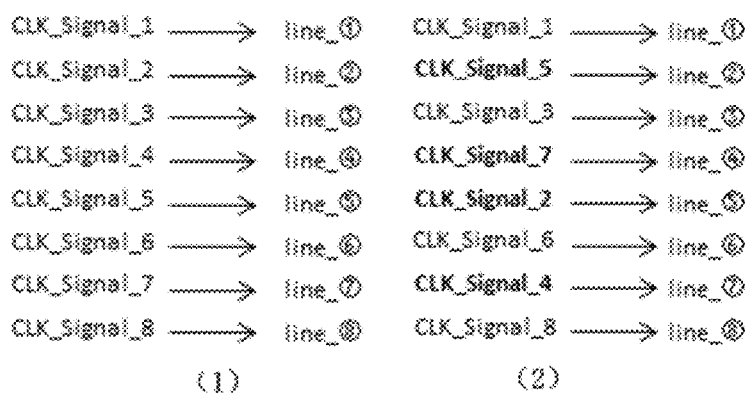 CLK_Signal_1 → line_① CLK_Signal_1 → line_①
CLK_Signal_2 → line_② CLK_Signal_5 → line_②
CLK_Signal_3 → line_③ CLK_Signal_3 → line_③
CLK_Signal_4 → line_④ CLK_Signal_7 → line_④
CLK_Signal_5 → line_⑤ CLK_Signal_2 → line_⑤
CLK_Signal_6 → line_⑥ CLK_Signal_6 → line_⑥
CLK_Signal_7 → line_⑦ CLK_Signal_4 → line_⑦
CLK_Signal_8 → line_⑧ CLK_Signal_8 → line_⑧
(1) (2)